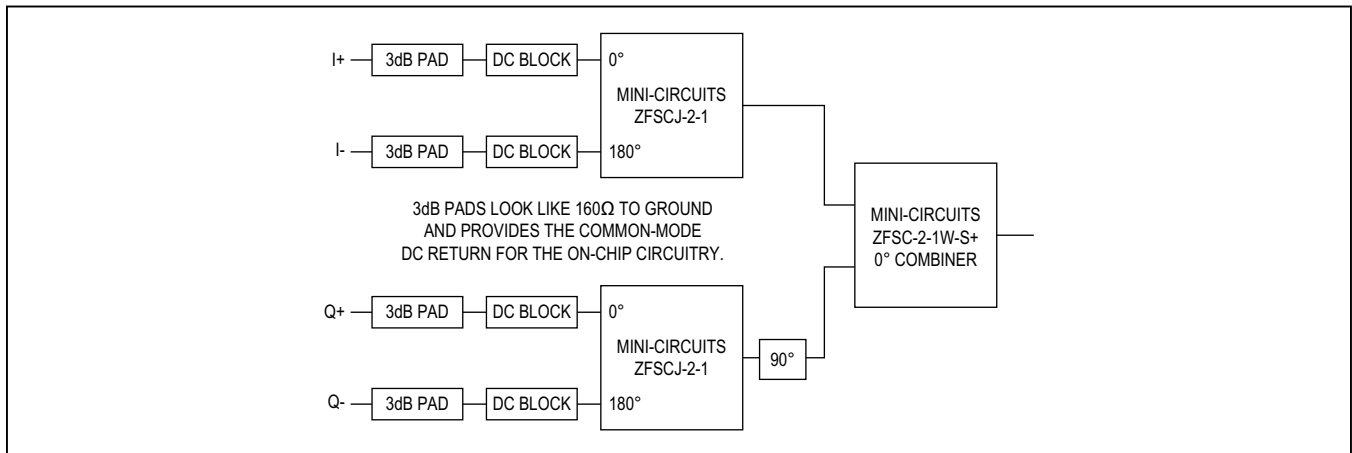 I+ 3dB PAD DC BLOCK 0°
MINI-CIRCUITS
ZFSCJ-2-1
I- 3dB PAD DC BLOCK 180°
3dB PADS LOOK LIKE 160Ω TO GROUND
AND PROVIDES THE COMMON-MODE
DC RETURN FOR THE ON-CHIP CIRCUITRY.
MINI-CIRCUITS
ZFSC-2-1W-S+
0° COMBINER
Q+ 3dB PAD DC BLOCK 0°
MINI-CIRCUITS
ZFSCJ-2-1
90°
Q- 3dB PAD DC BLOCK 180°